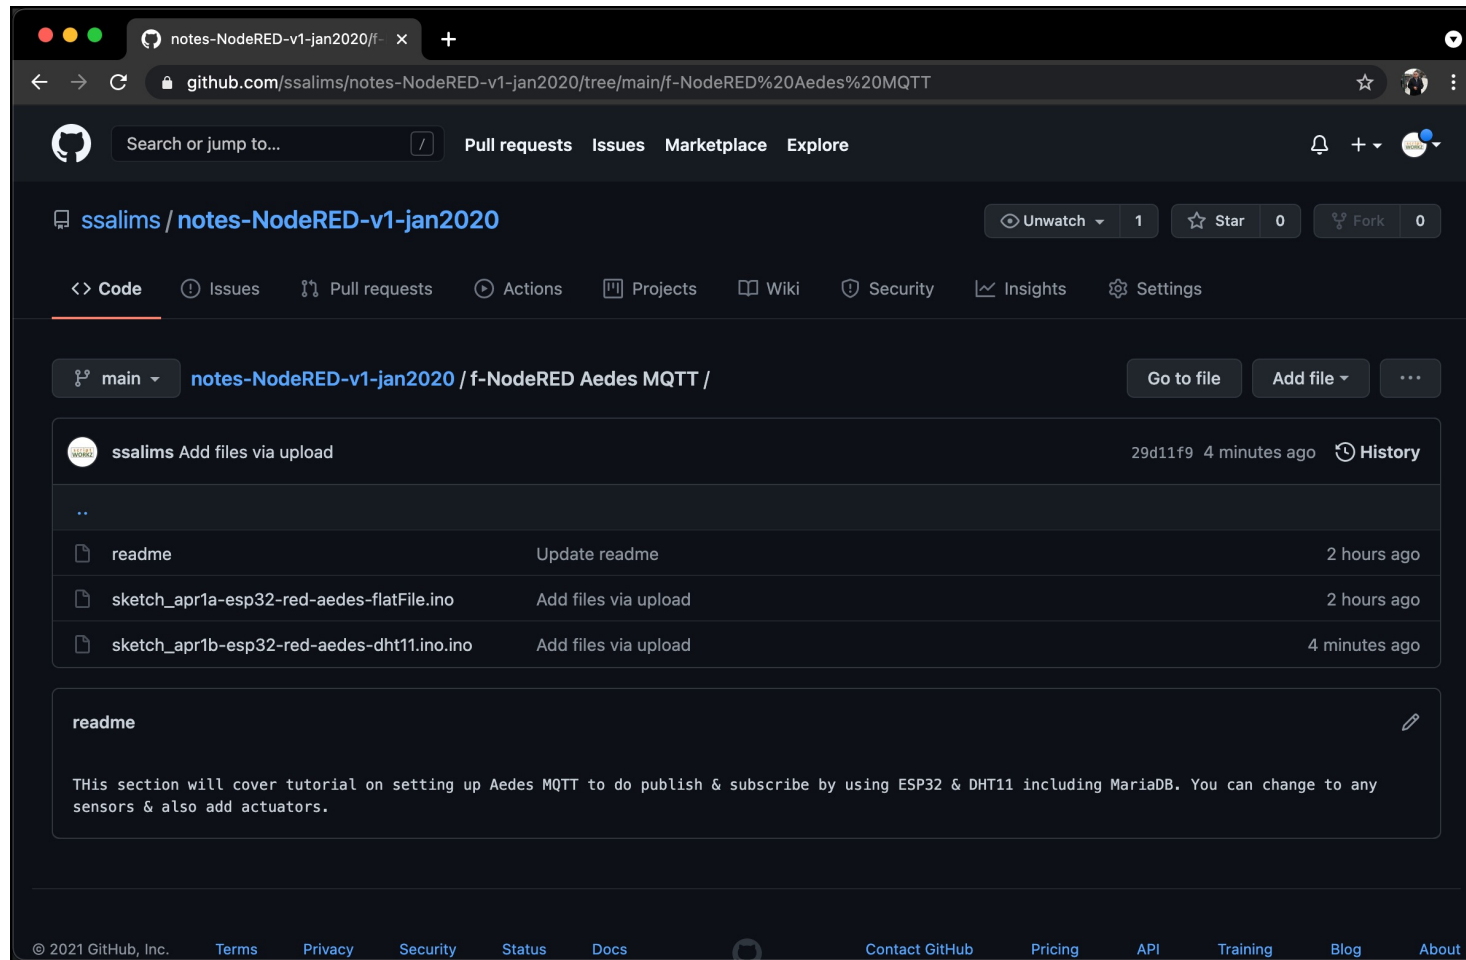 notes-NodeRED-v1-jan2020/f-
github.com/ssalims/notes-NodeRED-v1-jan2020/tree/main/f-NodeRED%20Aedes%20MQTT
Search or jump to... / Pull requests Issues Marketplace Explore
ssalims / notes-NodeRED-v1-jan2020 Unwatch 1 Star 0 Fork 0
<> Code Issues Pull requests Actions Projects Wiki Security Insights Settings
main notes-NodeRED-v1-jan2020 / f-NodeRED Aedes MQTT / Go to file Add file ...
ssalims Add files via upload 29d11f9 4 minutes ago History
..
readme Update readme 2 hours ago
sketch_apr1a-esp32-red-aedes-flatFile.ino Add files via upload 2 hours ago
sketch_apr1b-esp32-red-aedes-dht11.ino.ino Add files via upload 4 minutes ago
readme
THis section will cover tutorial on setting up Aedes MQTT to do publish & subscribe by using ESP32 & DHT11 including MariaDB. You can change to any
sensors & also add actuators.
© 2021 GitHub, Inc. Terms Privacy Security Status Docs Contact GitHub Pricing API Training Blog About